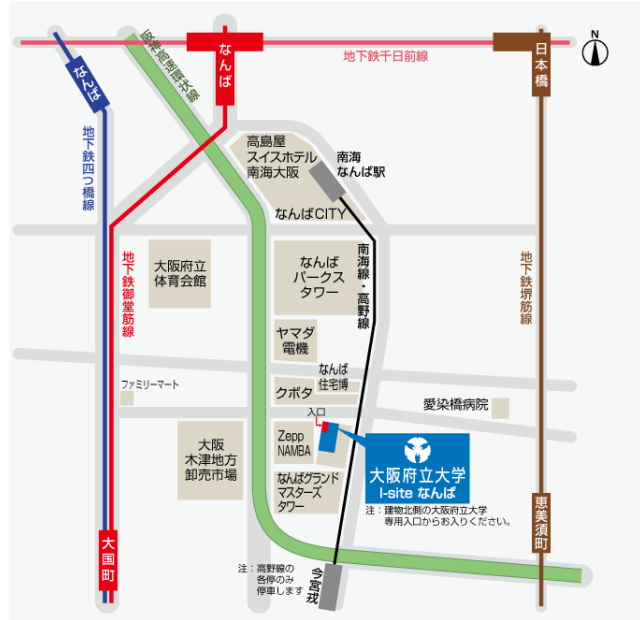 N
なんば
地下鉄千日前線
日本橋
なんば
阪神高速環状線
地下鉄四つ橋線
高島屋
スイスホテル
南海大阪
南海
なんば駅
なんばCITY
大阪府立
体育会館
地下鉄御堂筋線
なんば
パークス
タワー
南海線・高野線
地下鉄堺筋線
ヤマダ
電機
なんば
住宅博
クボタ
ファミリーマート
入口
愛染橋病院
大阪
木津地方
卸売市場
Zepp
NAMBA
大阪府立大学
I-site なんば
なんばグランド
マスターズ
タワー
注：建物北側の大阪府立大学
専用入口からお入りください。
大国町
恵美須町
注：高野線の
各停のみ
停車します
今宮戎